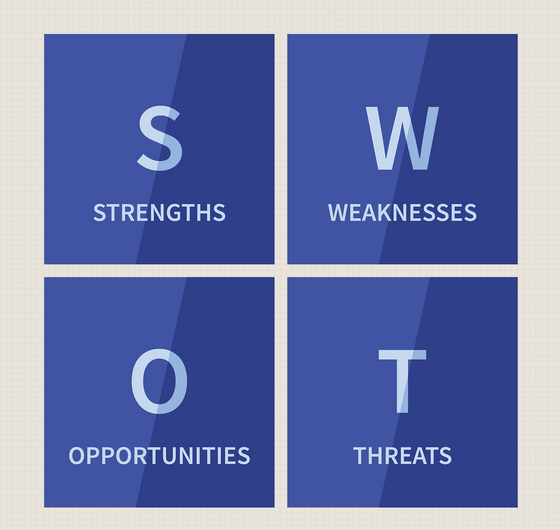 S
STRENGTHS
W
WEAKNESSES
O
OPPORTUNITIES
T
THREATS